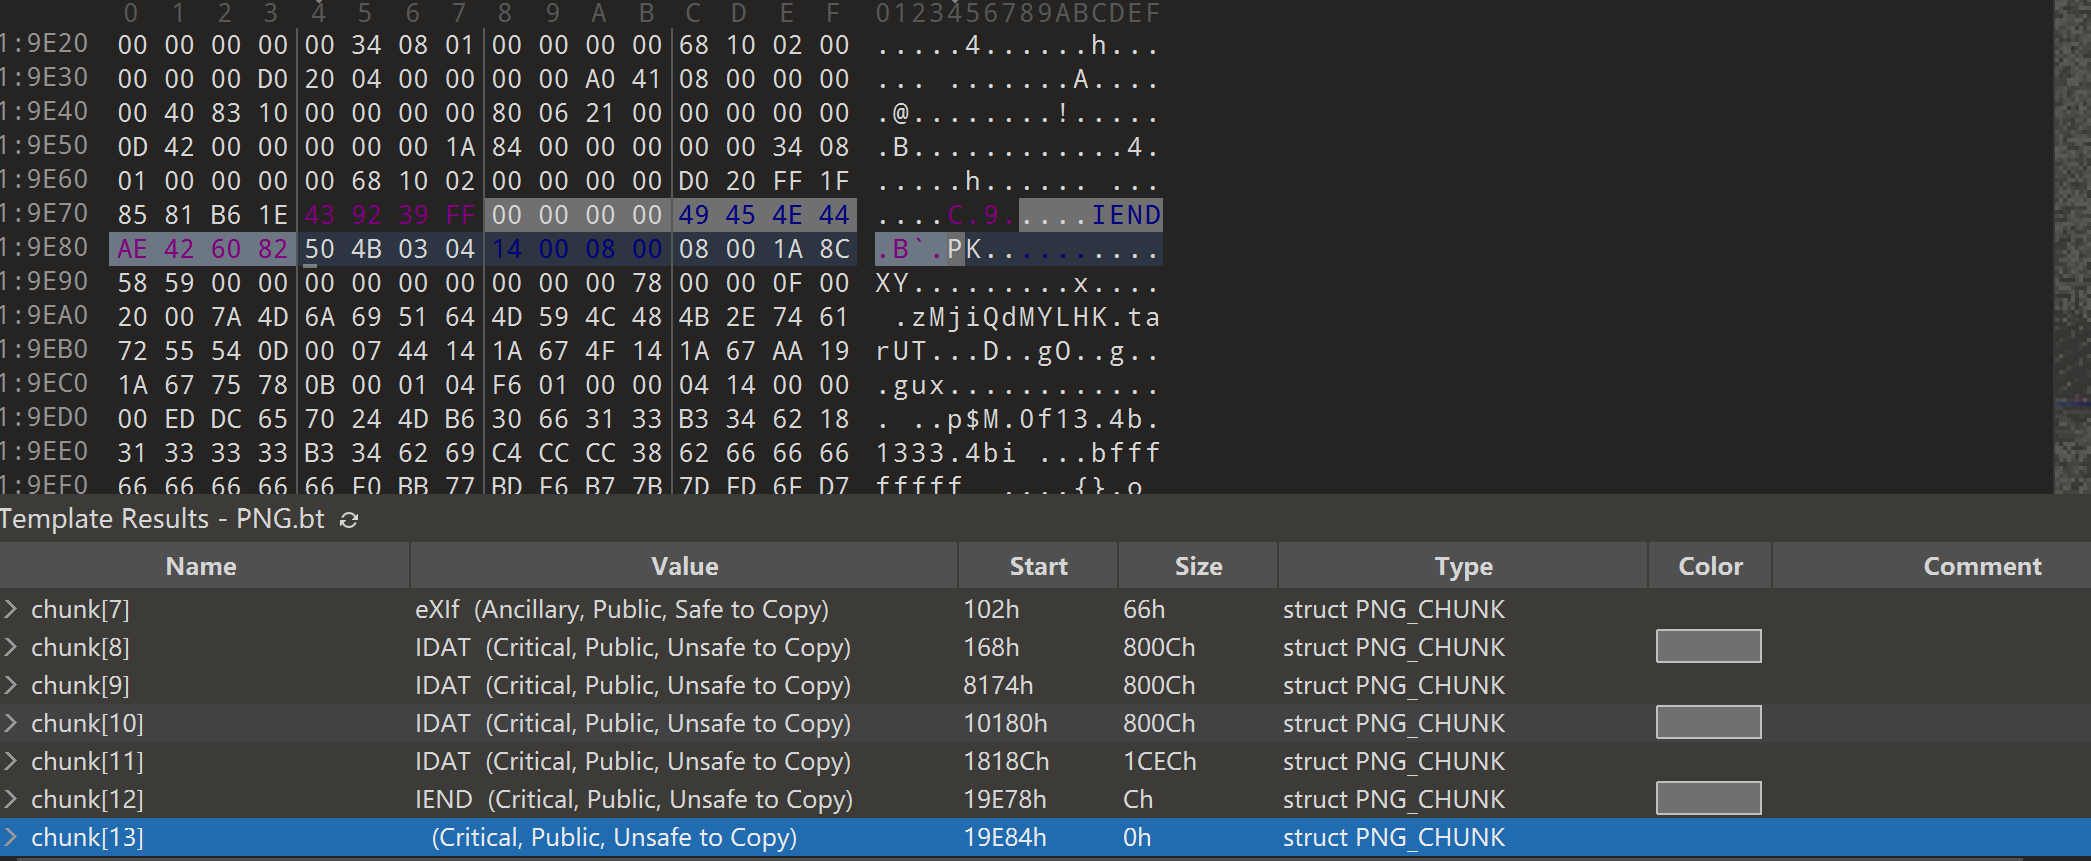 0 1 2 3 4 5 6 7 8 9 A B C D E F 0123456789ABCDEF
1:9E20 00 00 00 00 00 34 08 01 00 00 00 00 68 10 02 00 .....4......h...
1:9E30 00 00 00 D0 20 04 00 00 00 00 A0 41 08 00 00 00 .... .......A....
1:9E40 00 40 83 10 00 00 00 00 80 06 21 00 00 00 00 00 .@........!.....
1:9E50 0D 42 00 00 00 00 00 1A 84 00 00 00 00 00 34 08 .B............4.
1:9E60 01 00 00 00 00 68 10 02 00 00 00 00 D0 20 FF 1F .....h....... ...
1:9E70 85 81 B6 1E 43 92 39 FF 00 00 00 00 49 45 4E 44 ....C.9.....IEND
1:9E80 AE 42 60 82 50 4B 03 04 14 00 08 00 08 00 1A 8C .B`.PK..........
1:9E90 58 59 00 00 00 00 00 00 00 00 00 78 00 00 0F 00 XY.........x....
1:9EA0 20 00 7A 4D 6A 69 51 64 4D 59 4C 48 4B 2E 74 61 .zMjiQdMYLHK.ta
1:9EB0 72 55 54 0D 00 07 44 14 1A 67 4F 14 1A 67 AA 19 rUT...D..gO..g..
1:9EC0 1A 67 75 78 0B 00 01 04 F6 01 00 00 04 14 00 00 .gux............
1:9ED0 00 ED DC 65 70 24 4D B6 30 66 31 33 B3 34 62 18 . ..p$M.0f13.4b.
1:9EE0 31 33 33 33 B3 34 62 69 C4 CC CC 38 62 66 66 66 1333.4bi ...bfff
1:9EF0 66 66 66 66 66 F0 BB 77 BD F6 B7 7B 7D FD 6F D7 fffff ....{}.o
Template Results - PNG.bt
Name Value Start Size Type Color Comment
chunk[7] eXIf (Ancillary, Public, Safe to Copy) 102h 66h struct PNG_CHUNK
chunk[8] IDAT (Critical, Public, Unsafe to Copy) 168h 800Ch struct PNG_CHUNK
chunk[9] IDAT (Critical, Public, Unsafe to Copy) 8174h 800Ch struct PNG_CHUNK
chunk[10] IDAT (Critical, Public, Unsafe to Copy) 10180h 800Ch struct PNG_CHUNK
chunk[11] IDAT (Critical, Public, Unsafe to Copy) 1818Ch 1CECh struct PNG_CHUNK
chunk[12] IEND (Critical, Public, Unsafe to Copy) 19E78h Ch struct PNG_CHUNK
chunk[13] (Critical, Public, Unsafe to Copy) 19E84h 0h struct PNG_CHUNK